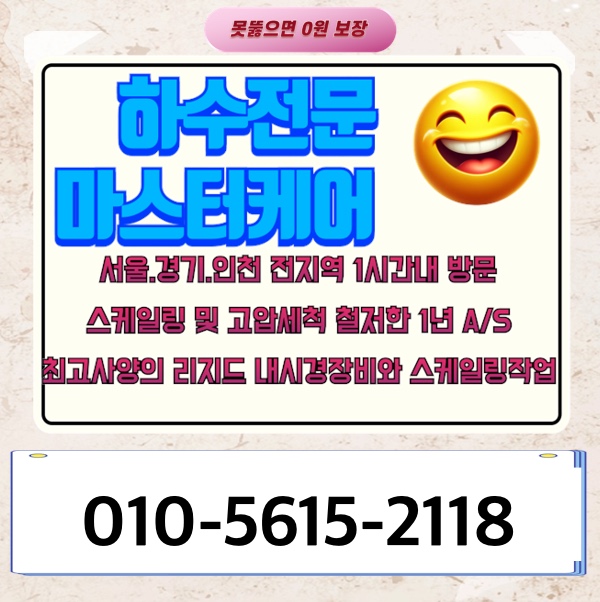 못뚫으면 0원 보장
하수전문
마스터케어
서울.경기.인천 전지역 1시간내 방문
스케일링 및 고압세척 철저한 1년 A/S
최고사양의 리지드 내시경장비와 스케일링작업
010-5615-2118